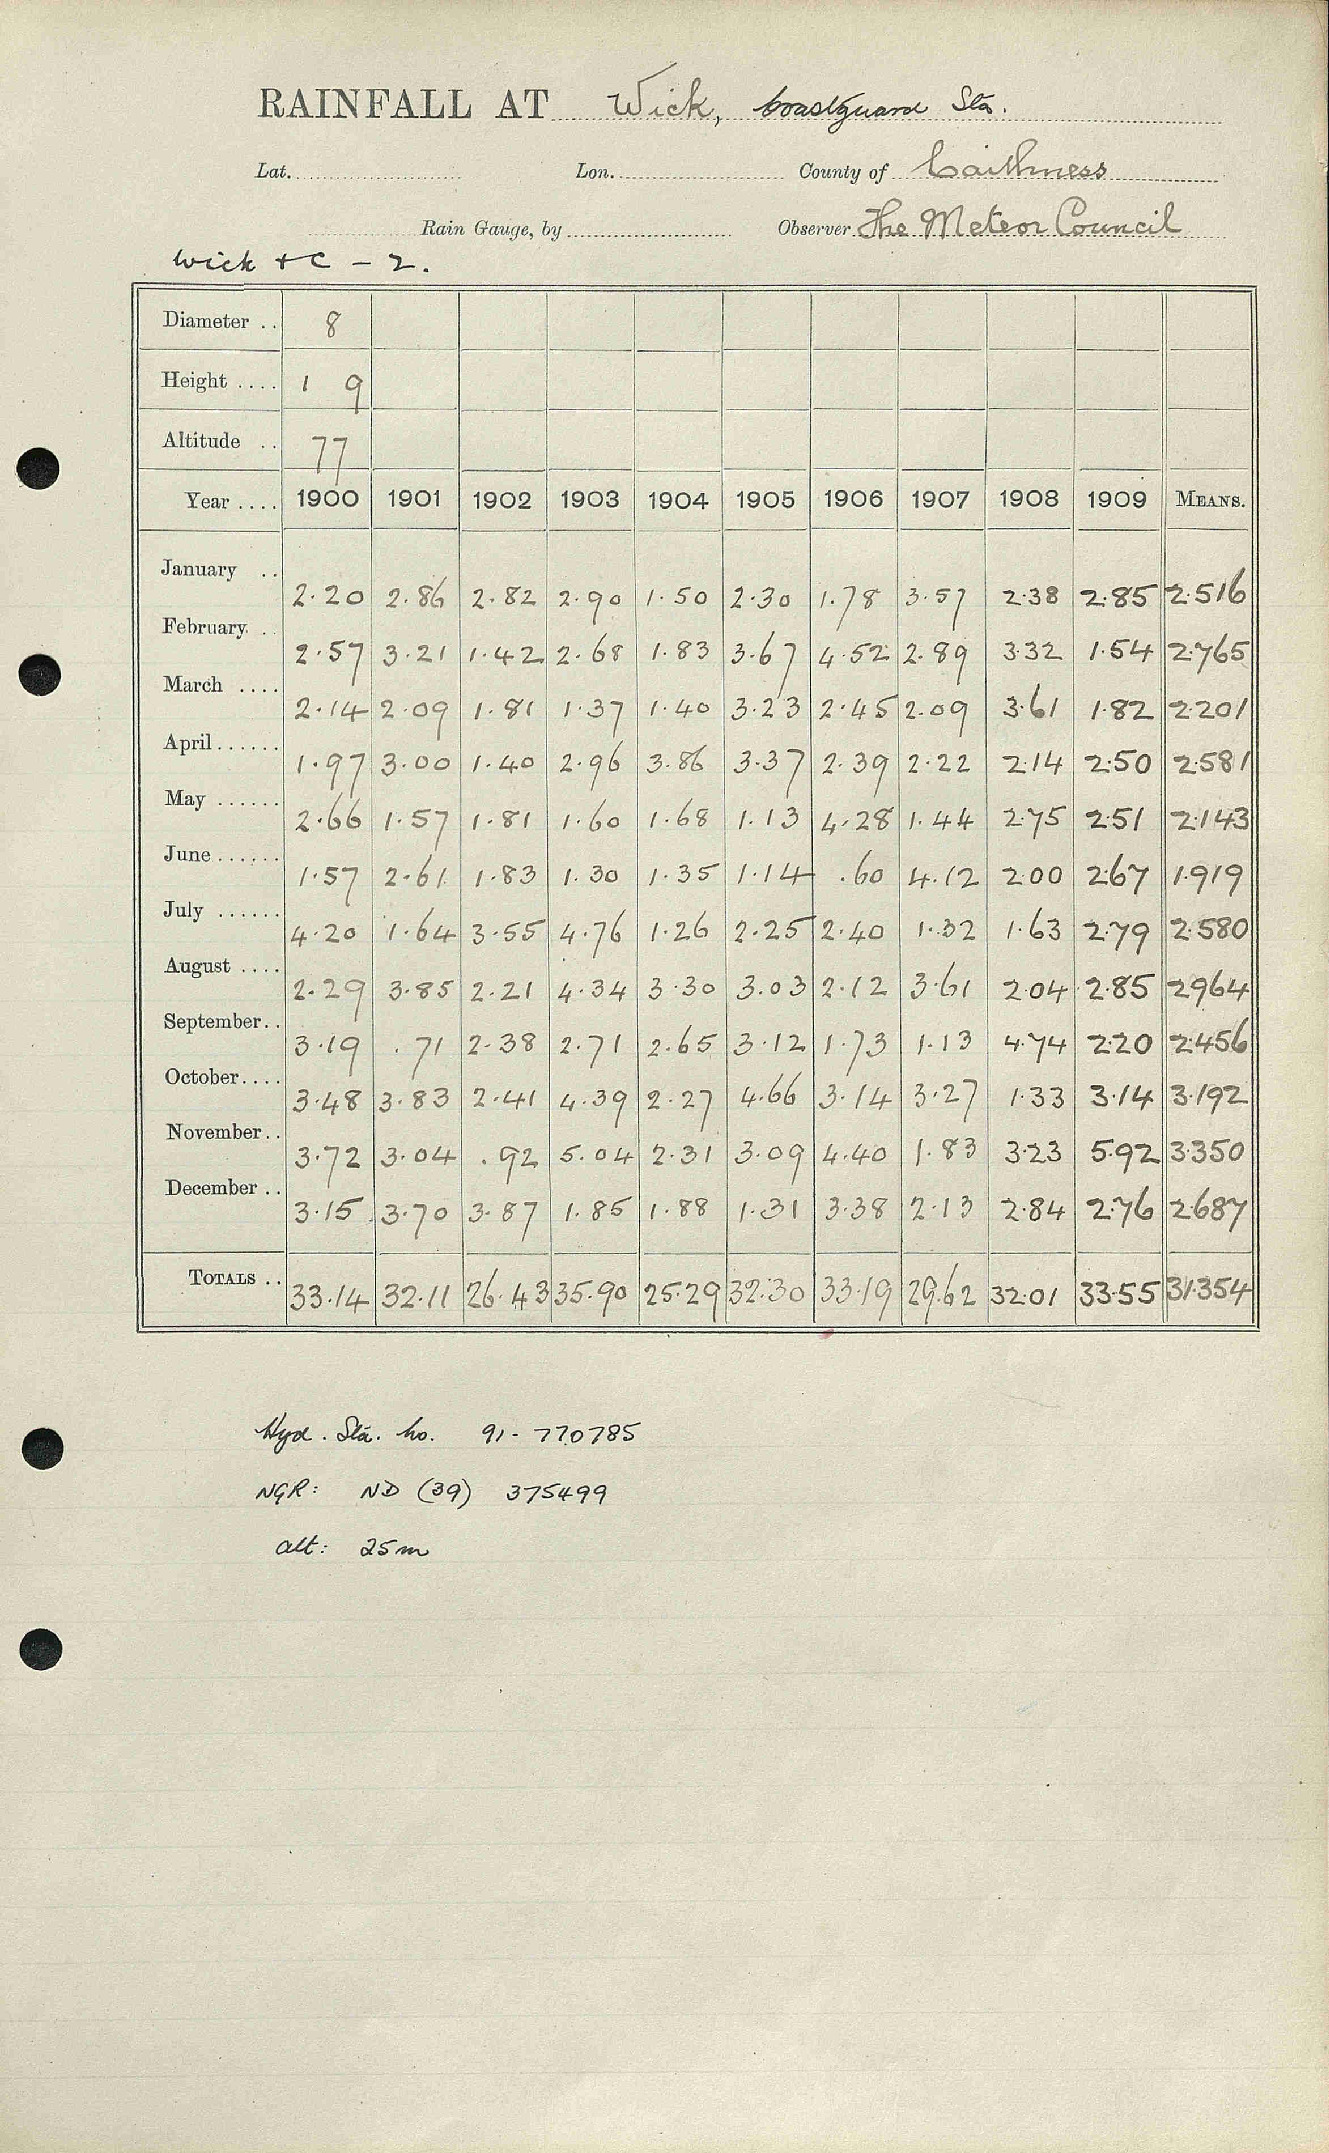 RAINFALL AT Wick, Coastguard Sta.
Lat. Lon. County of Caithness
Rain Gauge, by Observer The Meteor Council
Wick + C - 2.
Diameter .. 8
Height .... 1 9
Altitude .. 77
Year .... 1900 1901 1902 1903 1904 1905 1906 1907 1908 1909 MEANS.
January .. 2.20 2.86 2.82 2.90 1.50 2.30 1.78 3.57 2.38 2.85 2.516
February. . 2.57 3.21 1.42 2.68 1.83 3.67 4.52 2.89 3.32 1.54 2.765
March .... 2.14 2.09 1.81 1.37 1.40 3.23 2.45 2.09 3.61 1.82 2.201
April...... 1.97 3.00 1.40 2.96 3.86 3.37 2.39 2.22 2.14 2.50 2.581
May ...... 2.66 1.57 1.81 1.60 1.68 1.13 4.28 1.44 2.75 2.51 2.143
June...... 1.57 2.61 1.83 1.30 1.35 1.14 .60 4.12 2.00 2.67 1.919
July ...... 4.20 1.64 3.55 4.76 1.26 2.25 2.40 1.32 1.63 2.79 2.580
August .... 2.29 3.85 2.21 4.34 3.30 3.03 2.12 3.61 2.04 2.85 2.964
September.. 3.19 .71 2.38 2.71 2.65 3.12 1.73 1.13 4.74 2.20 2.456
October.... 3.48 3.83 2.41 4.39 2.27 4.66 3.14 3.27 1.33 3.14 3.192
November.. 3.72 3.04 .92 5.04 2.31 3.09 4.40 1.83 3.23 5.92 3.350
December .. 3.15 3.70 3.87 1.85 1.88 1.31 3.38 2.13 2.84 2.76 2.687
TOTALS .. 33.14 32.11 26.43 35.90 25.29 32.30 33.19 29.62 32.01 33.55 31.354
Hyd. Sta. No. 91- 770785
NGR: ND (39) 375499
alt: 25m